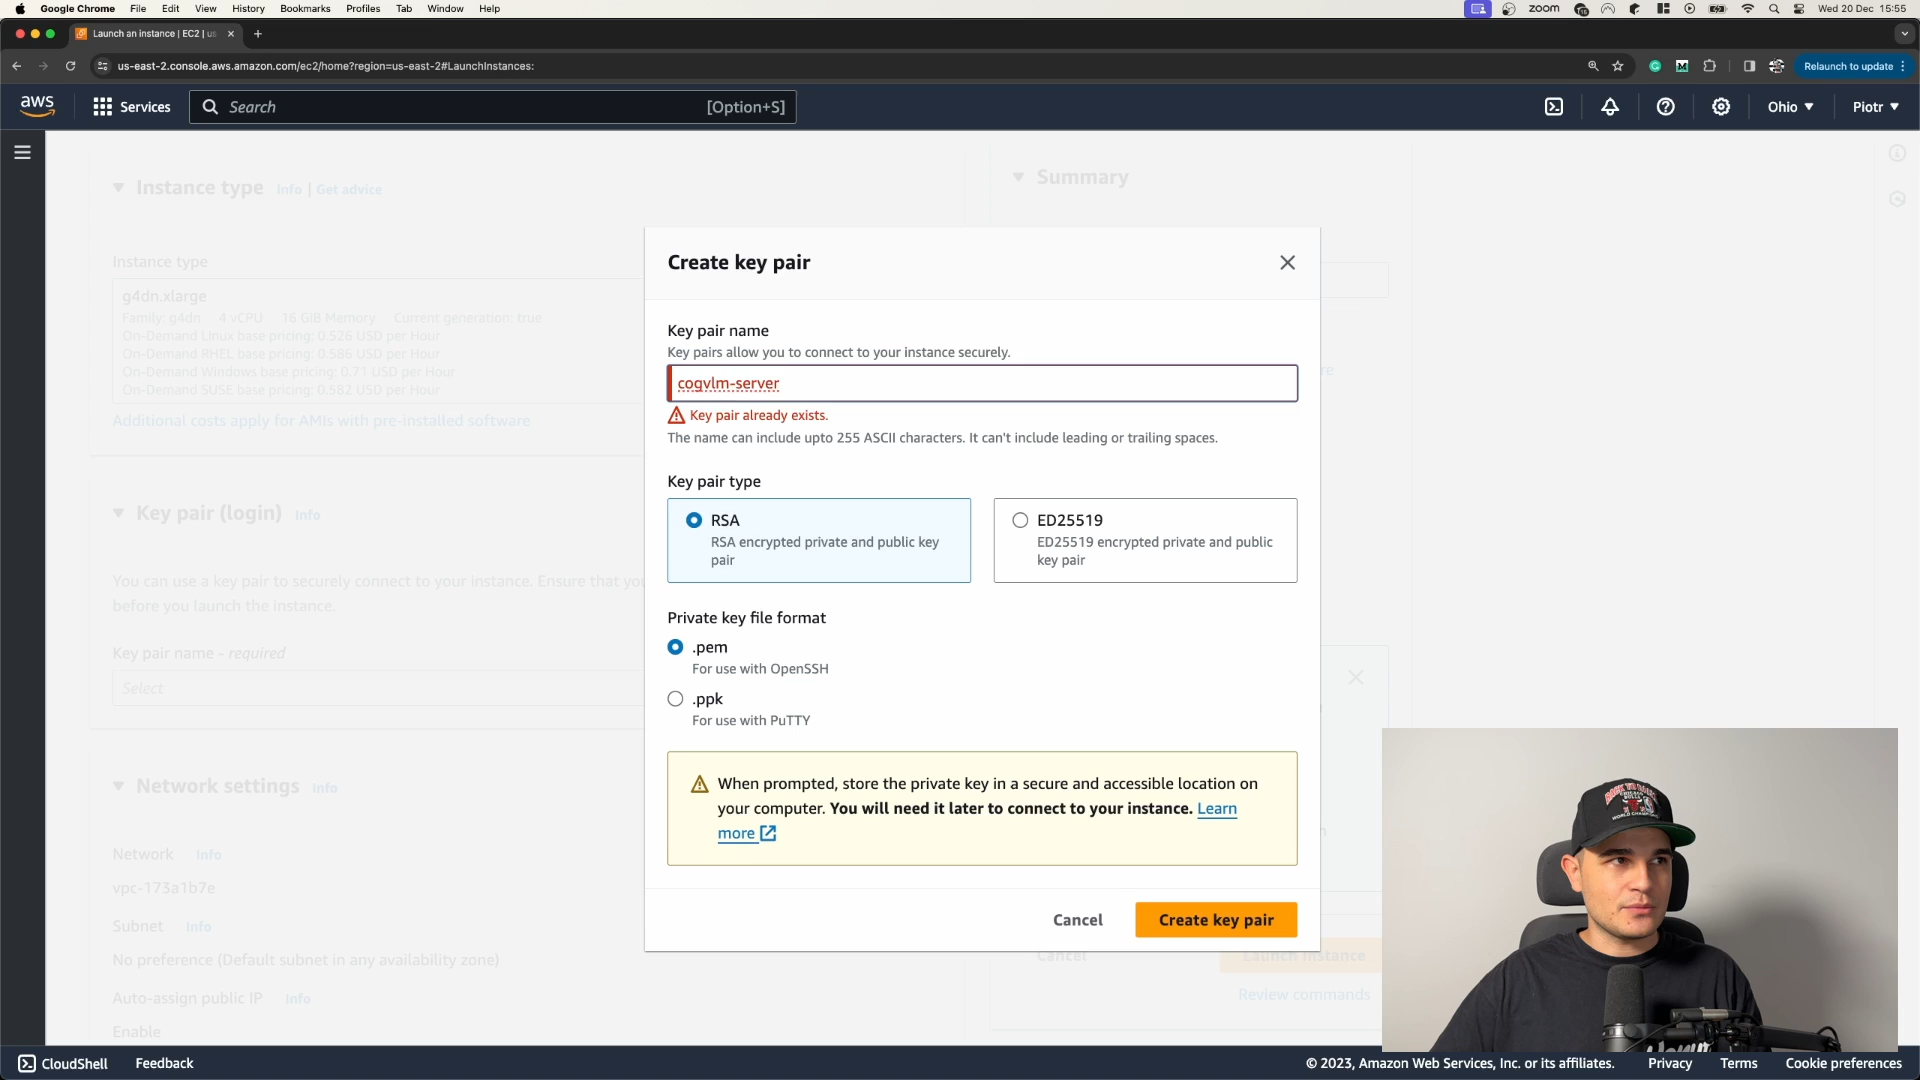 Google Chrome File Edit View History Bookmarks Profiles Tab Window Help
zoom
Wed 20 Dec 15:55
Launch an instance | EC2 | us
us-east-2.console.aws.amazon.com/ec2/home?region=us-east-2#LaunchInstances:
Relaunch to update
aws
Services
Search
[Option+S]
Ohio
Piotr
Instance type Info | Get advice
Summary
Instance type
g4dn.xlarge
Family: g4dn 4 vCPU 16 GiB Memory Current generation: true
On-Demand Linux base pricing: 0.526 USD per Hour
On-Demand RHEL base pricing: 0.586 USD per Hour
On-Demand Windows base pricing: 0.71 USD per Hour
On-Demand SUSE base pricing: 0.582 USD per Hour
Additional costs apply for AMIs with pre-installed software
Key pair (login) Info
You can use a key pair to securely connect to your instance. Ensure that
before you launch the instance.
Key pair name - required
Select
Network settings Info
Network Info
vpc-173a1b7e
Subnet Info
No preference (Default subnet in any availability zone)
Auto-assign public IP Info
Enable
Create key pair
Key pair name
Key pairs allow you to connect to your instance securely.
cogvlm-server
Key pair already exists.
The name can include upto 255 ASCII characters. It can't include leading or trailing spaces.
Key pair type
RSA
RSA encrypted private and public key
pair
ED25519
ED25519 encrypted private and public
key pair
Private key file format
.pem
For use with OpenSSH
.ppk
For use with PuTTY
When prompted, store the private key in a secure and accessible location on
your computer. You will need it later to connect to your instance. Learn
more
Cancel
Create key pair
Cancel
Launch instance
Review commands
CloudShell
Feedback
© 2023, Amazon Web Services, Inc. or its affiliates.
Privacy
Terms
Cookie preferences